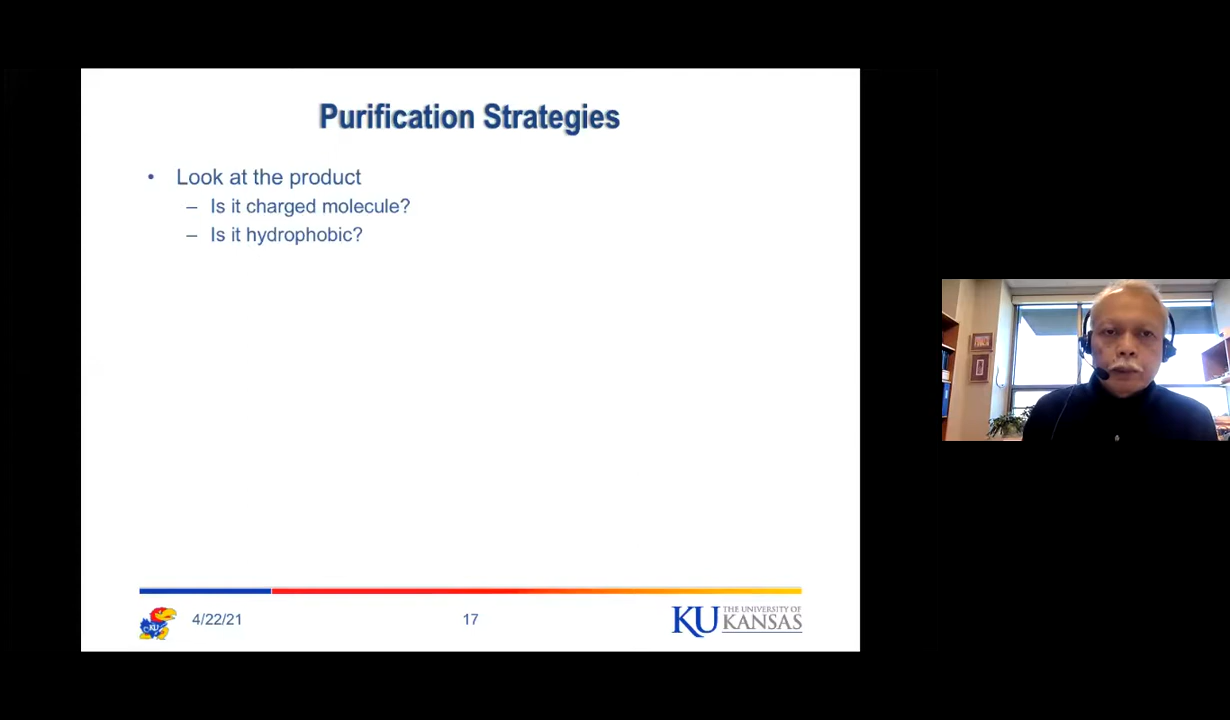 Purification Strategies
• Look at the product
– Is it charged molecule?
– Is it hydrophobic?
4/22/21
17
KU THE UNIVERSITY OF
KANSAS
KU